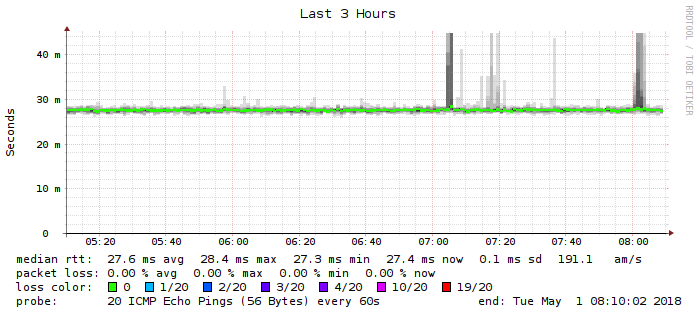 Last 3 Hours
RRDTOOL / TOBI OETIKER
Seconds
40 m
30 m
20 m
10 m
0
05:20 05:40 06:00 06:20 06:40 07:00 07:20 07:40 08:00
median rtt: 27.6 ms avg 28.4 ms max 27.3 ms min 27.4 ms now 0.1 ms sd 191.1 am/s
packet loss: 0.00 % avg 0.00 % max 0.00 % min 0.00 % now
loss color: 0 1/20 2/20 3/20 4/20 10/20 19/20
probe: 20 ICMP Echo Pings (56 Bytes) every 60s end: Tue May 1 08:10:02 2018